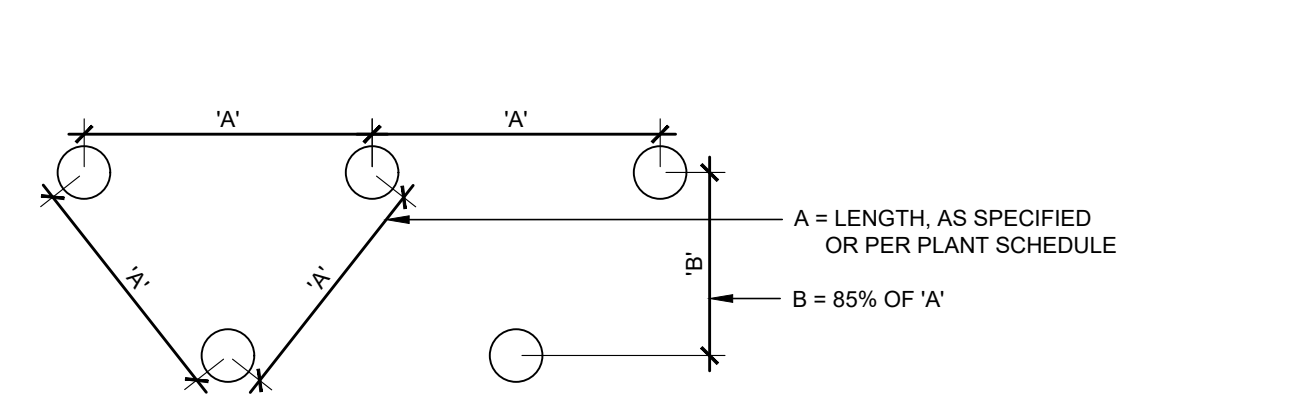 'A' 'A'
A = LENGTH, AS SPECIFIED
OR PER PLANT SCHEDULE
'B'
'A' 'A'
B = 85% OF 'A'